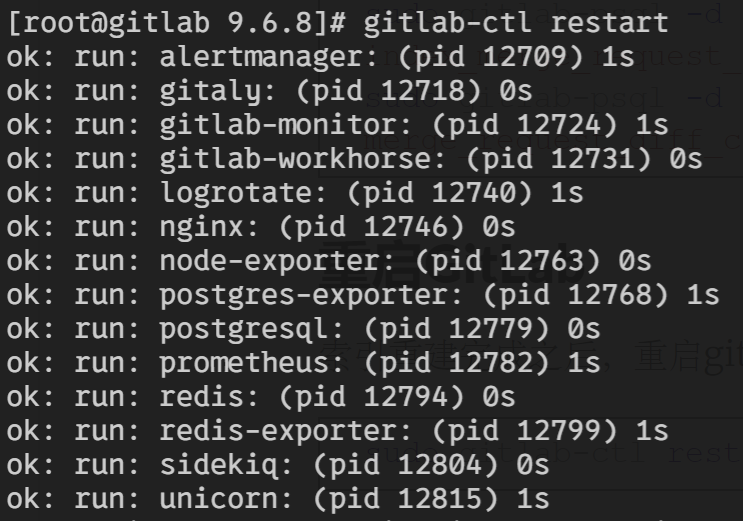 [root@gitlab 9.6.8]# gitlab-ctl restart
ok: run: alertmanager: (pid 12709) 1s
ok: run: gitaly: (pid 12718) 0s
ok: run: gitlab-monitor: (pid 12724) 1s
ok: run: gitlab-workhorse: (pid 12731) 0s
ok: run: logrotate: (pid 12740) 1s
ok: run: nginx: (pid 12746) 0s
ok: run: node-exporter: (pid 12763) 0s
ok: run: postgres-exporter: (pid 12768) 1s
ok: run: postgresql: (pid 12779) 0s
ok: run: prometheus: (pid 12782) 1s
ok: run: redis: (pid 12794) 0s
ok: run: redis-exporter: (pid 12799) 1s
ok: run: sidekiq: (pid 12804) 0s
ok: run: unicorn: (pid 12815) 1s